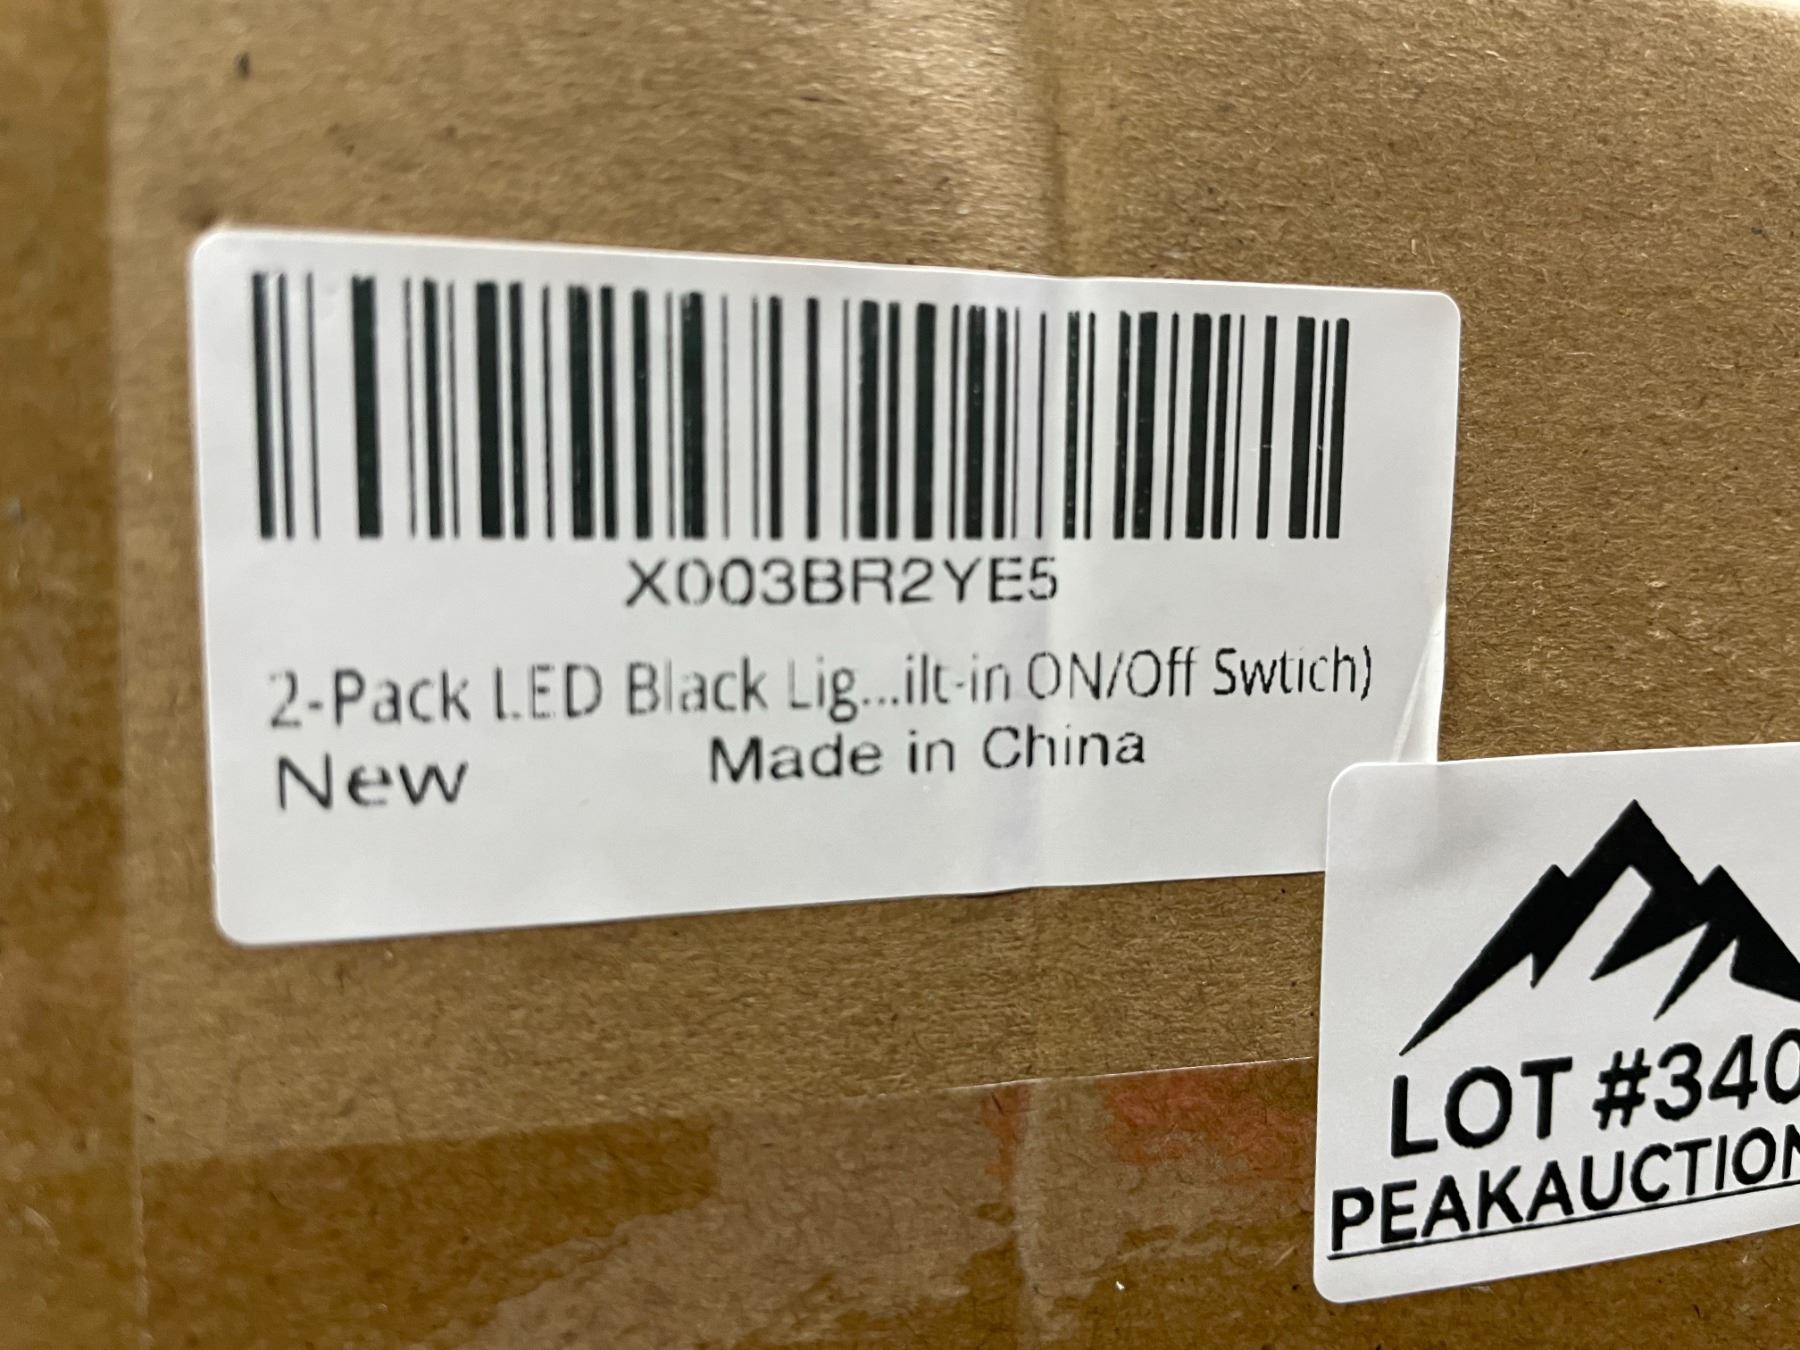 X003BR2YE5
2-Pack LED Black Lig...ilt-in ON/Off Swtich)
New Made in China
LOT #340
PEAKAUCTION